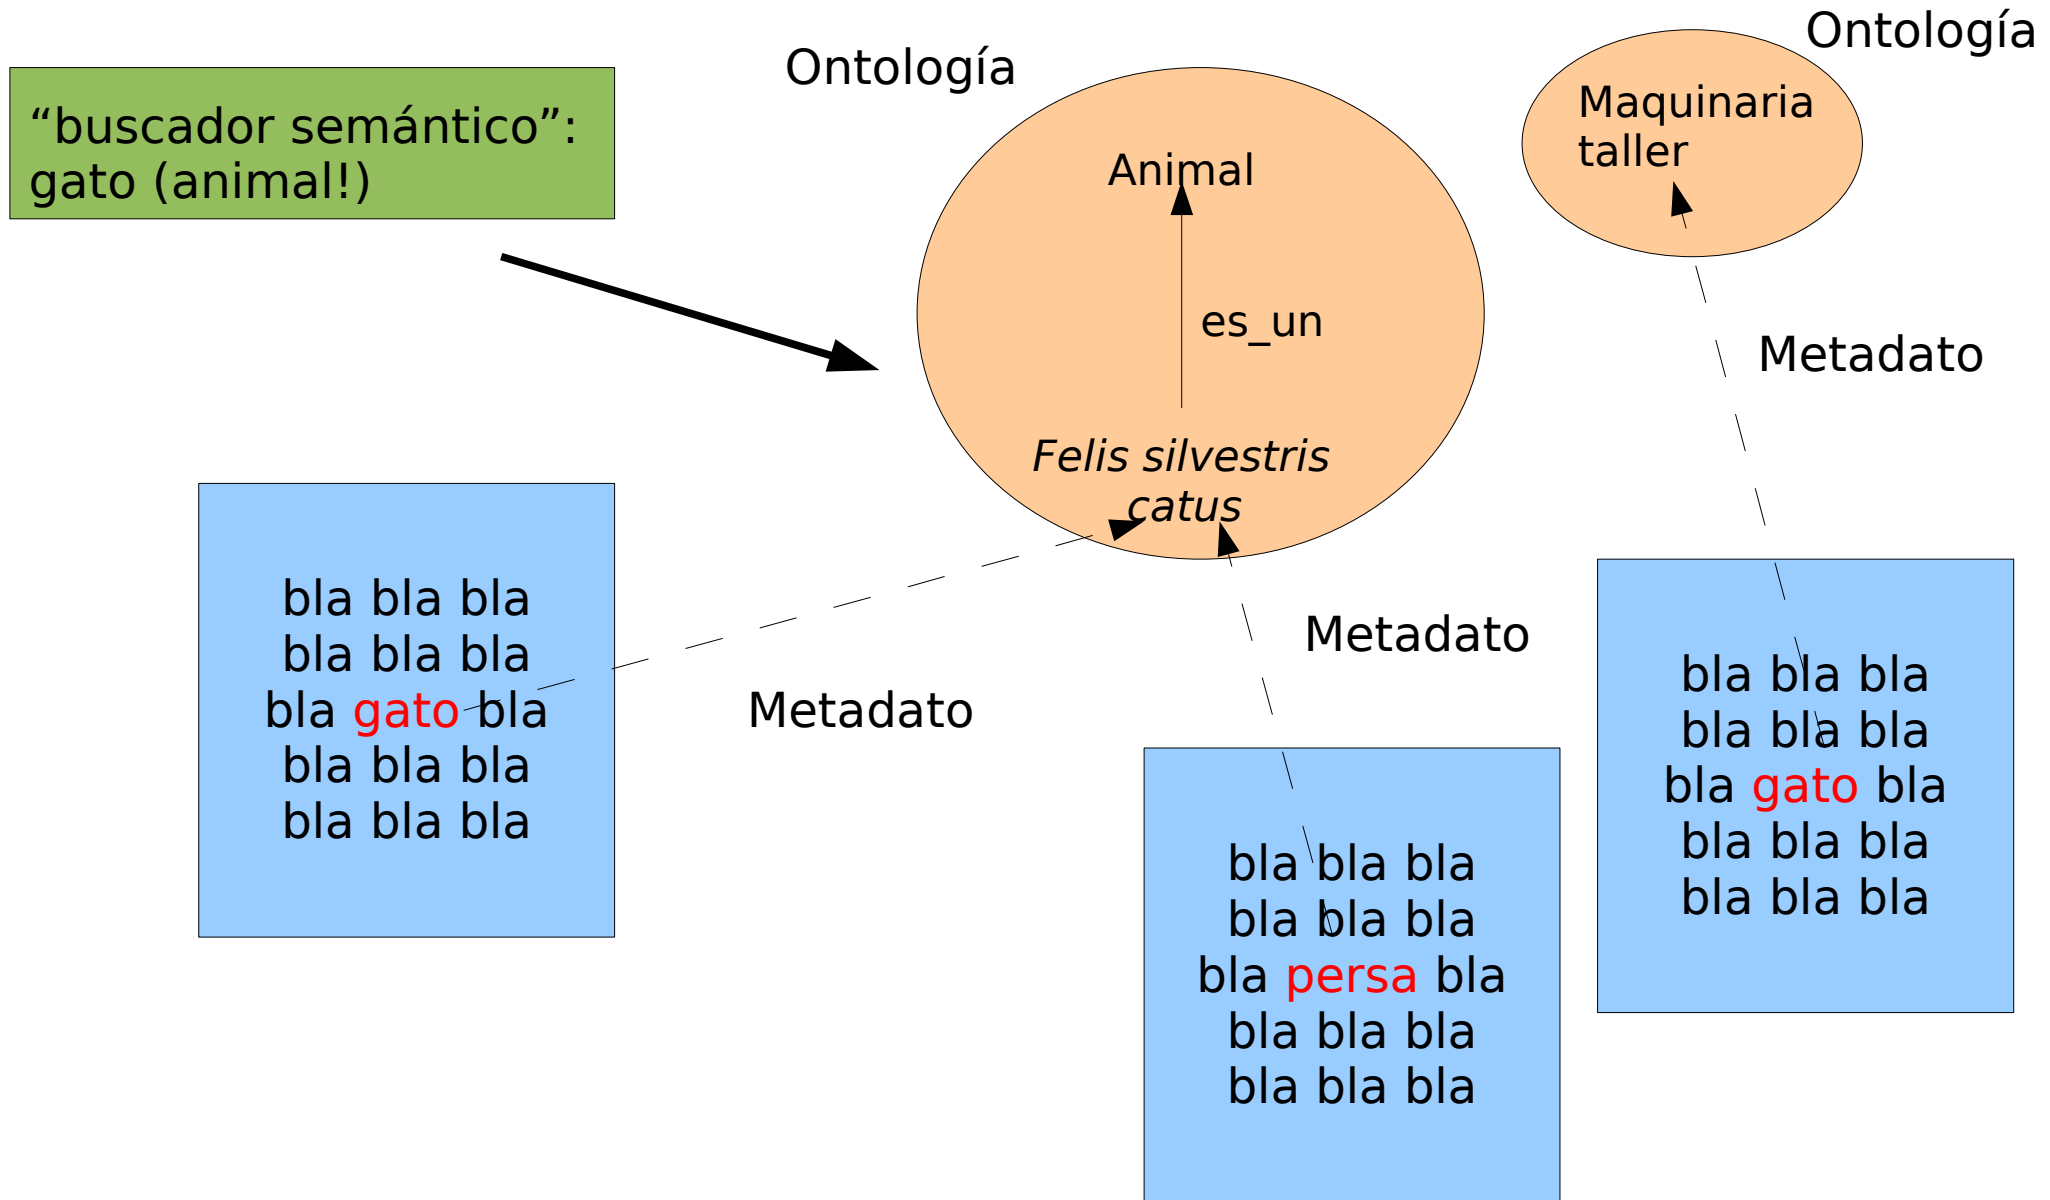 Ontología
Ontología
“buscador semántico”:
gato (animal!)
Maquinaria
taller
Animal
es_un
Metadato
Felis silvestris
catus
bla bla bla
bla bla bla
bla gato bla
bla bla bla
bla bla bla
Metadato
Metadato
bla bla bla
bla bla bla
bla gato bla
bla bla bla
bla bla bla
bla bla bla
bla bla bla
bla persa bla
bla bla bla
bla bla bla